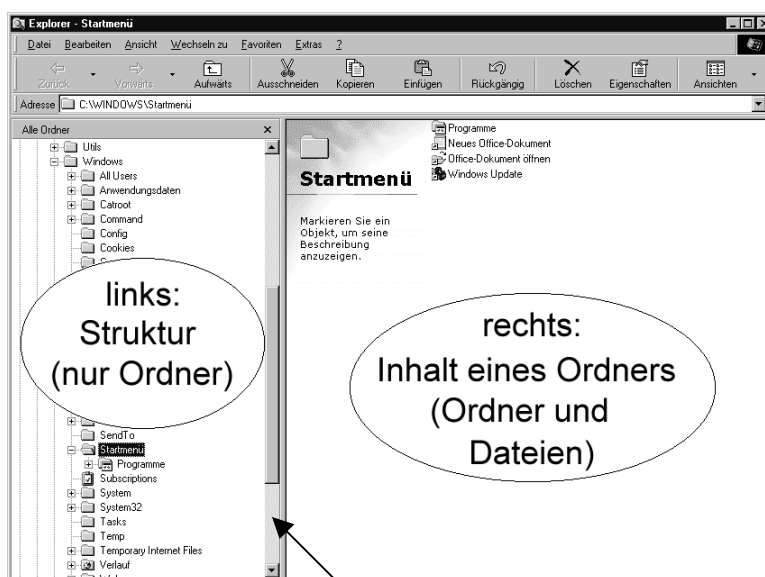 Explorer - Startmenü
Datei Bearbeiten Ansicht Wechseln zu Favoriten Extras ?
Zurück Vorwärts Aufwärts Ausschneiden Kopieren Einfügen Rückgängig Löschen Eigenschaften Ansichten
Adresse C:\WINDOWS\Startmenü
Alle Ordner
Utils
Windows
All Users
Anwendungsdaten
Catroot
Command
Config
Cookies
links:
Struktur
(nur Ordner)
SendTo
Startmenü
Programme
Subscriptions
System
System32
Tasks
Temp
Temporary Internet Files
Verlauf
Startmenü
Markieren Sie ein
Objekt, um seine
Beschreibung
anzuzeigen.
Programme
Neues Office-Dokument
Office-Dokument öffnen
Windows Update
rechts:
Inhalt eines Ordners
(Ordner und
Dateien)